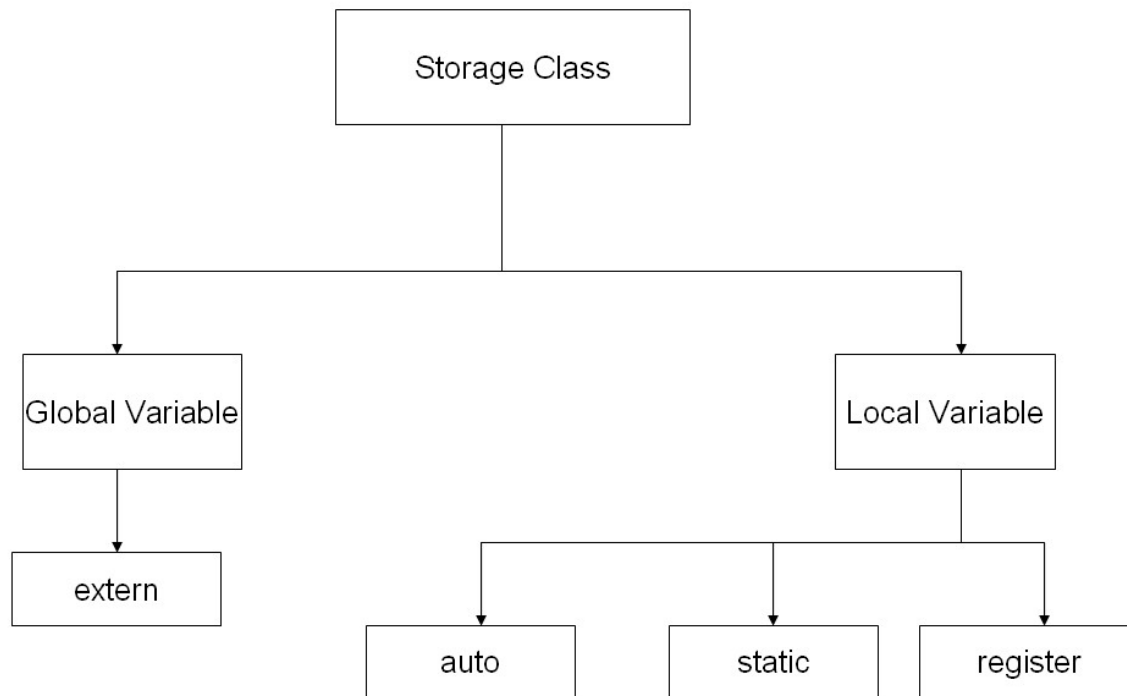 Storage Class
Global Variable
Local Variable
extern
auto
static
register